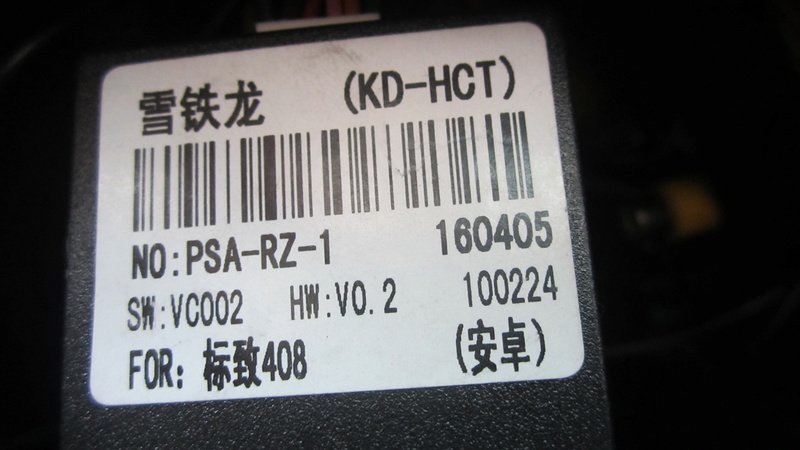 雪铁龙 (KD-HCT)
NO:PSA-RZ-1 160405
SW:VC002 HW:V0.2 100224
FOR: 标致408 (安卓)